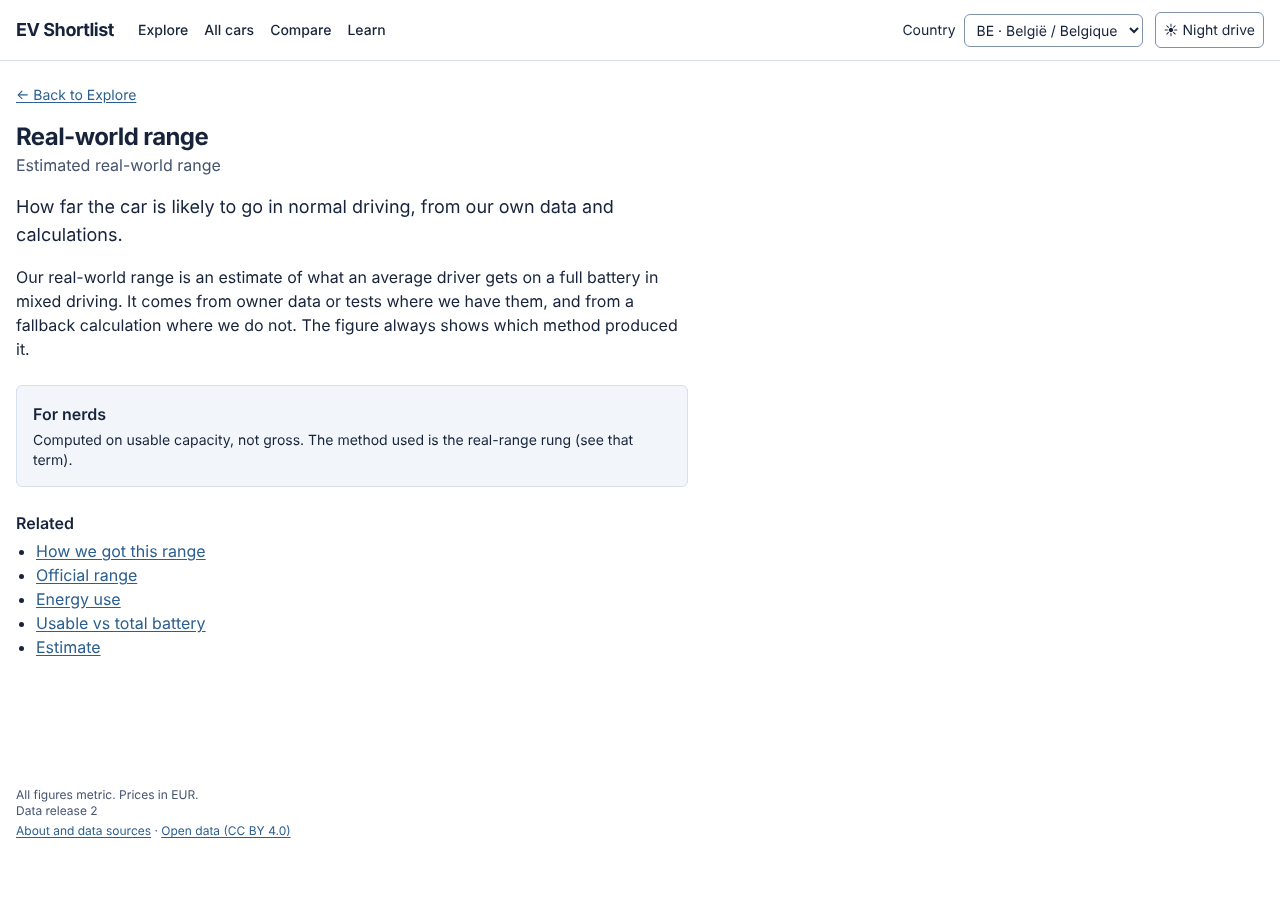 EV Shortlist
Explore
All cars
Compare
Learn
Country
BE · België / Belgique
☀ Night drive
← Back to Explore
Real-world range
Estimated real-world range
How far the car is likely to go in normal driving, from our own data and
calculations.
Our real-world range is an estimate of what an average driver gets on a full battery in
mixed driving. It comes from owner data or tests where we have them, and from a
fallback calculation where we do not. The figure always shows which method produced
it.
For nerds
Computed on usable capacity, not gross. The method used is the real-range rung (see that
term).
Related
How we got this range
Official range
Energy use
Usable vs total battery
Estimate
All figures metric. Prices in EUR.
Data release 2
About and data sources · Open data (CC BY 4.0)